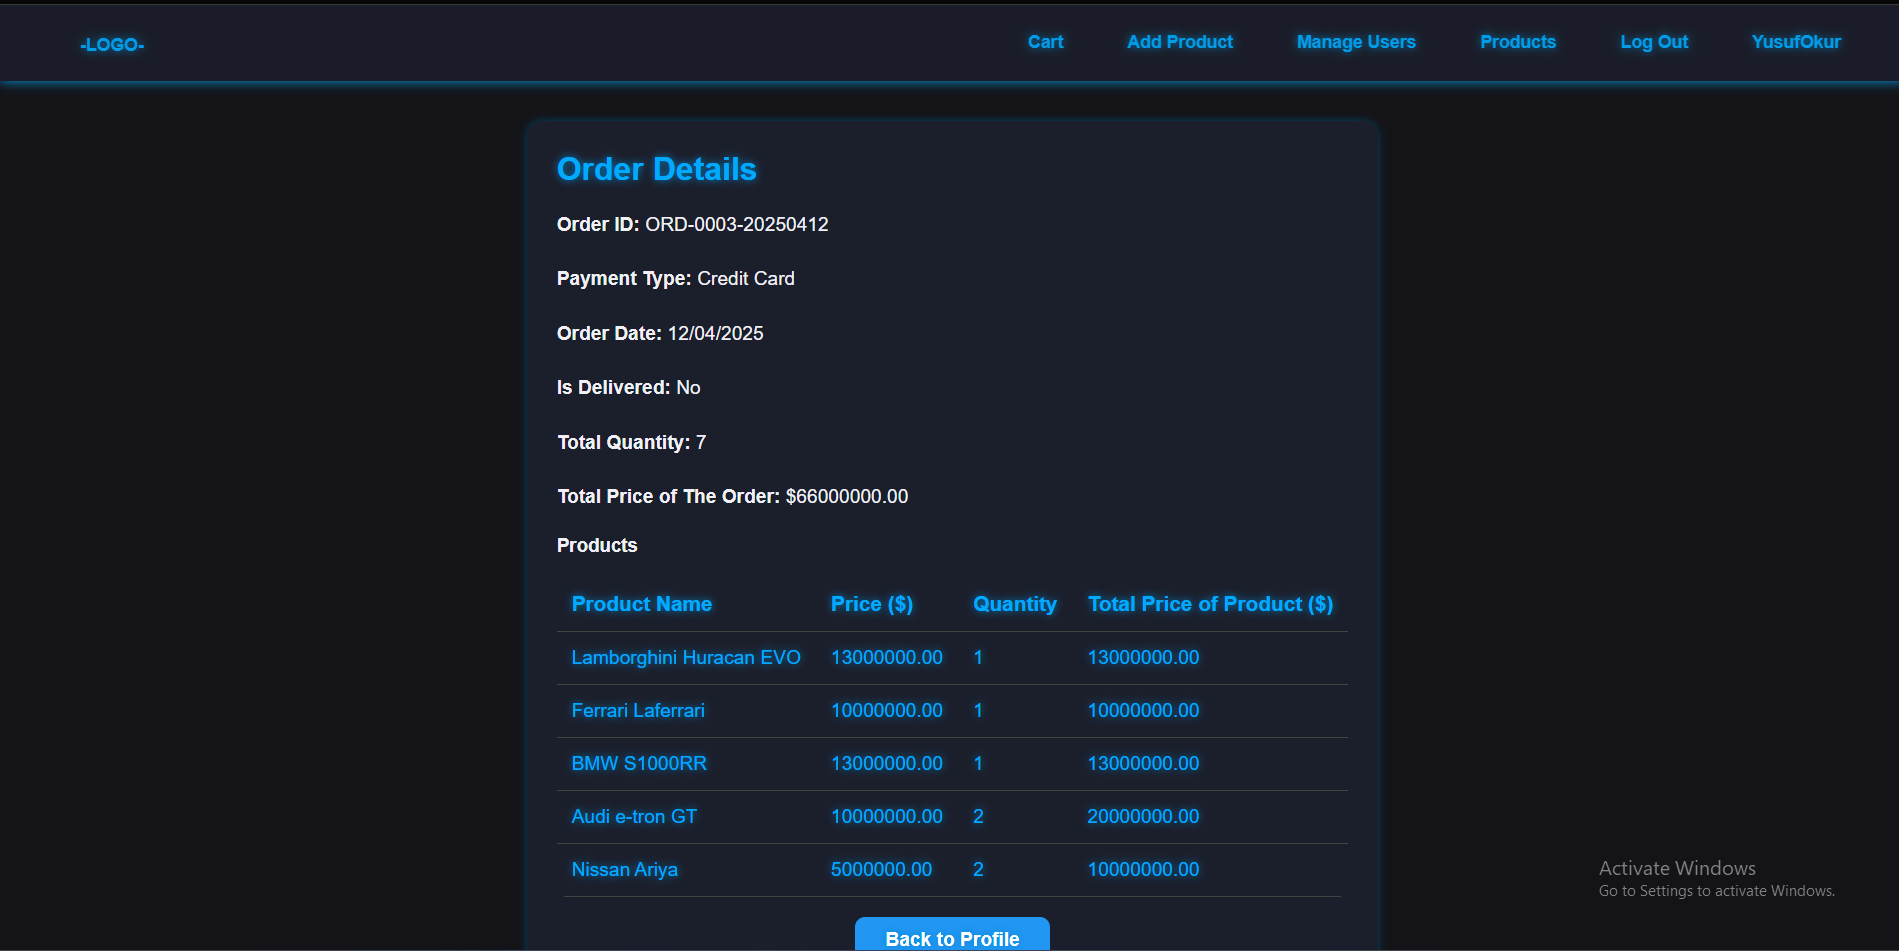 -LOGO- Cart Add Product Manage Users Products Log Out YusufOkur
Order Details
Order ID: ORD-0003-20250412
Payment Type: Credit Card
Order Date: 12/04/2025
Is Delivered: No
Total Quantity: 7
Total Price of The Order: $66000000.00
Products
Product Name Price ($) Quantity Total Price of Product ($)
Lamborghini Huracan EVO 13000000.00 1 13000000.00
Ferrari Laferrari 10000000.00 1 10000000.00
BMW S1000RR 13000000.00 1 13000000.00
Audi e-tron GT 10000000.00 2 20000000.00
Nissan Ariya 5000000.00 2 10000000.00
Back to Profile
Activate Windows
Go to Settings to activate Windows.